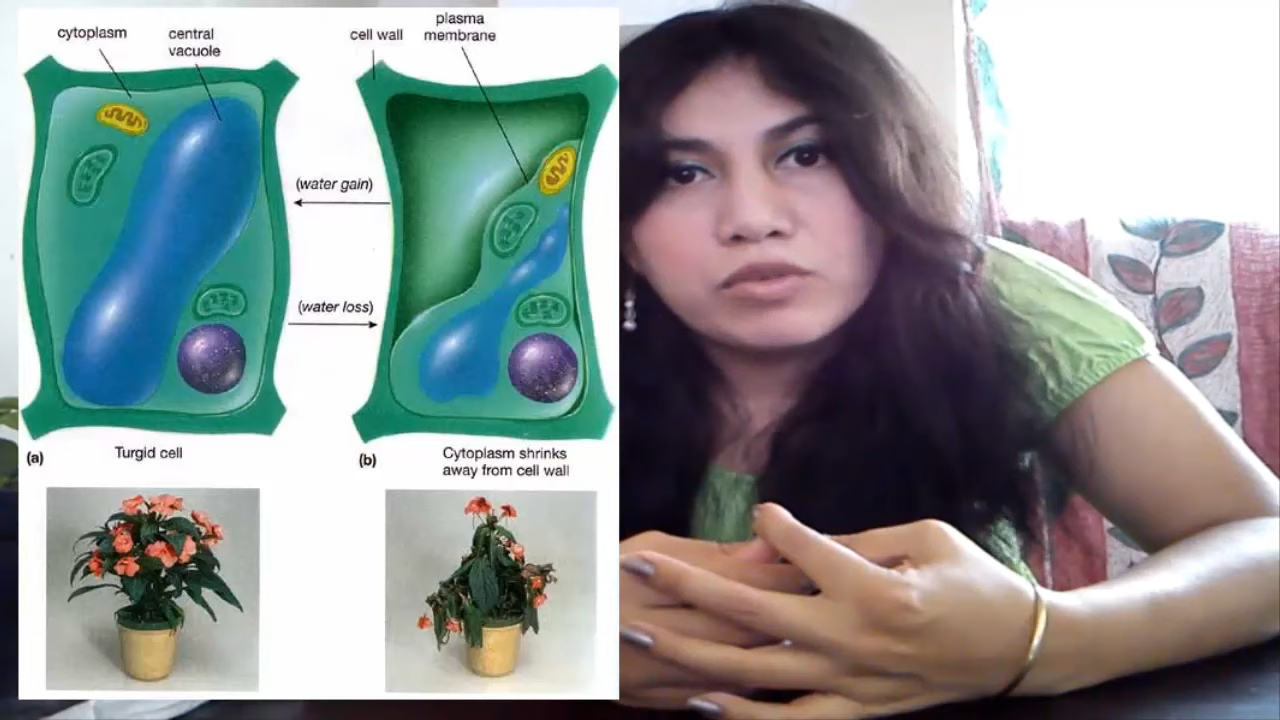 cytoplasm
central
vacuole
cell wall
plasma
membrane
(water gain)
(water loss)
(a)
Turgid cell
(b)
Cytoplasm shrinks
away from cell wall